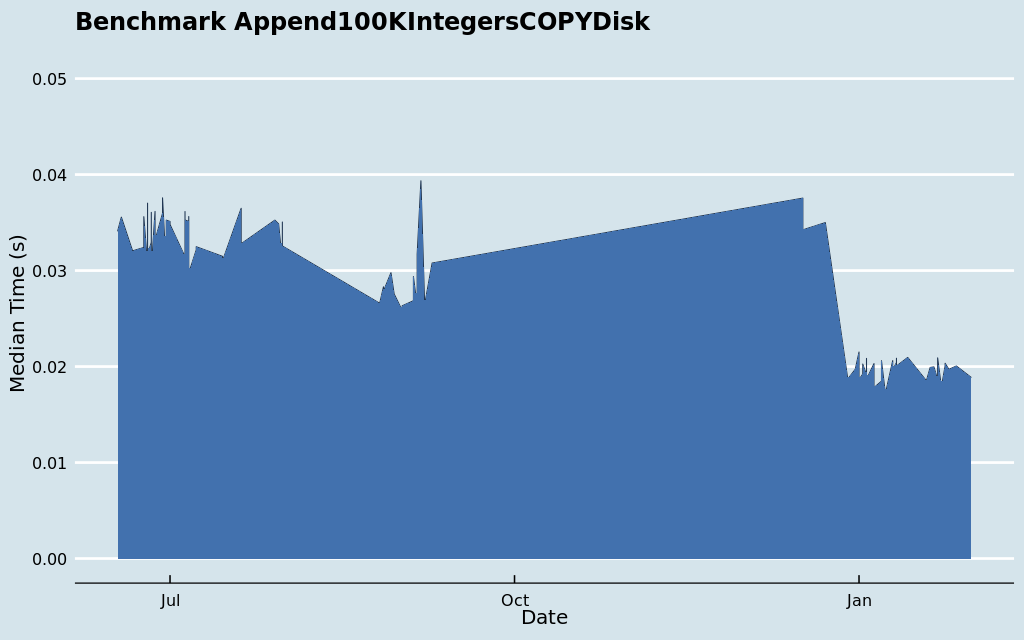 Benchmark Append100KIntegersCOPYDisk
0.05
0.04
0.03
0.02
0.01
0.00
Median Time (s)
Jul
Oct
Jan
Date